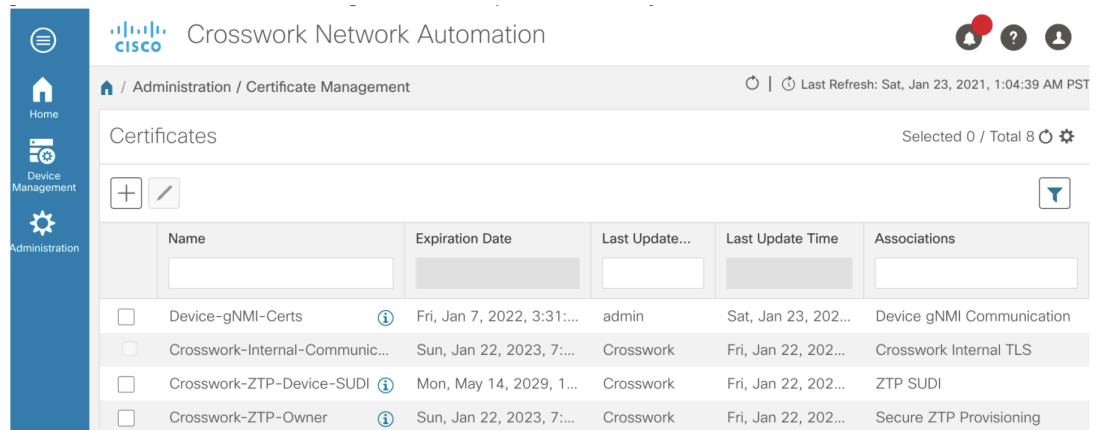 CISCO Crosswork Network Automation
Home
Device
Management
Administration
/ Administration / Certificate Management
Last Refresh: Sat, Jan 23, 2021, 1:04:39 AM PST
Certificates
Selected 0 / Total 8
Name Expiration Date Last Update... Last Update Time Associations
Device-gNMI-Certs Fri, Jan 7, 2022, 3:31:... admin Sat, Jan 23, 202... Device gNMI Communication
Crosswork-Internal-Communic... Sun, Jan 22, 2023, 7:... Crosswork Fri, Jan 22, 202... Crosswork Internal TLS
Crosswork-ZTP-Device-SUDI Mon, May 14, 2029, 1... Crosswork Fri, Jan 22, 202... ZTP SUDI
Crosswork-ZTP-Owner Sun, Jan 22, 2023, 7:... Crosswork Fri, Jan 22, 202... Secure ZTP Provisioning